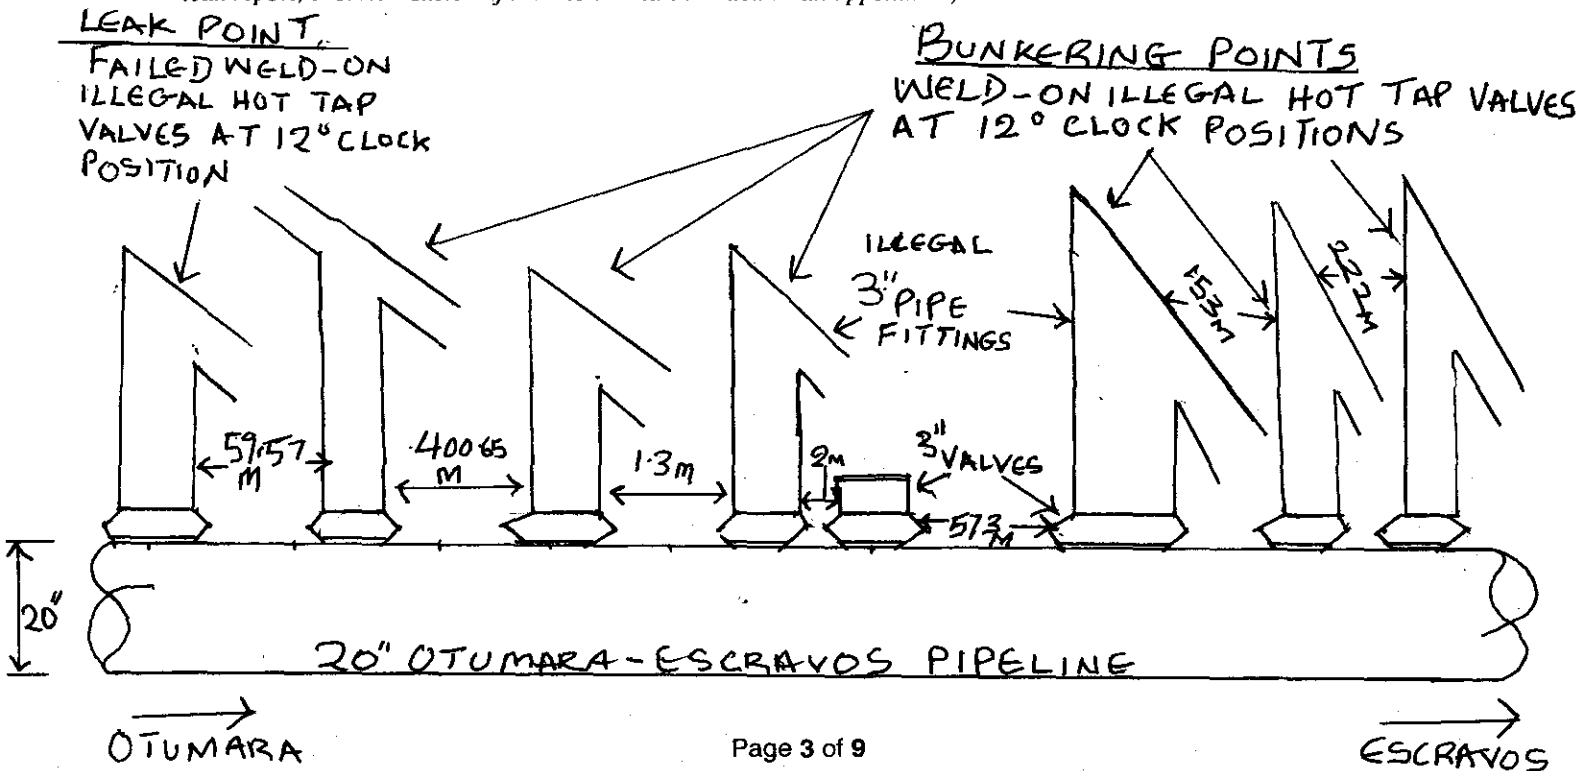 LEAK POINT.
FAILED WELD-ON
ILLEGAL HOT TAP
VALVES AT 12° CLOCK
POSITION
BUNKERING POINTS
WELD-ON ILLEGAL HOT TAP VALVES
AT 12° CLOCK POSITIONS
ILLEGAL
3" PIPE
FITTINGS
153M
222M
59.57
M
400.65
M
1.3m
2M
3"
VALVES
573
M
20"
20" OTUMARA-ESCRAVOS PIPELINE
OTUMARA
Page 3 of 9
ESCRAVOS